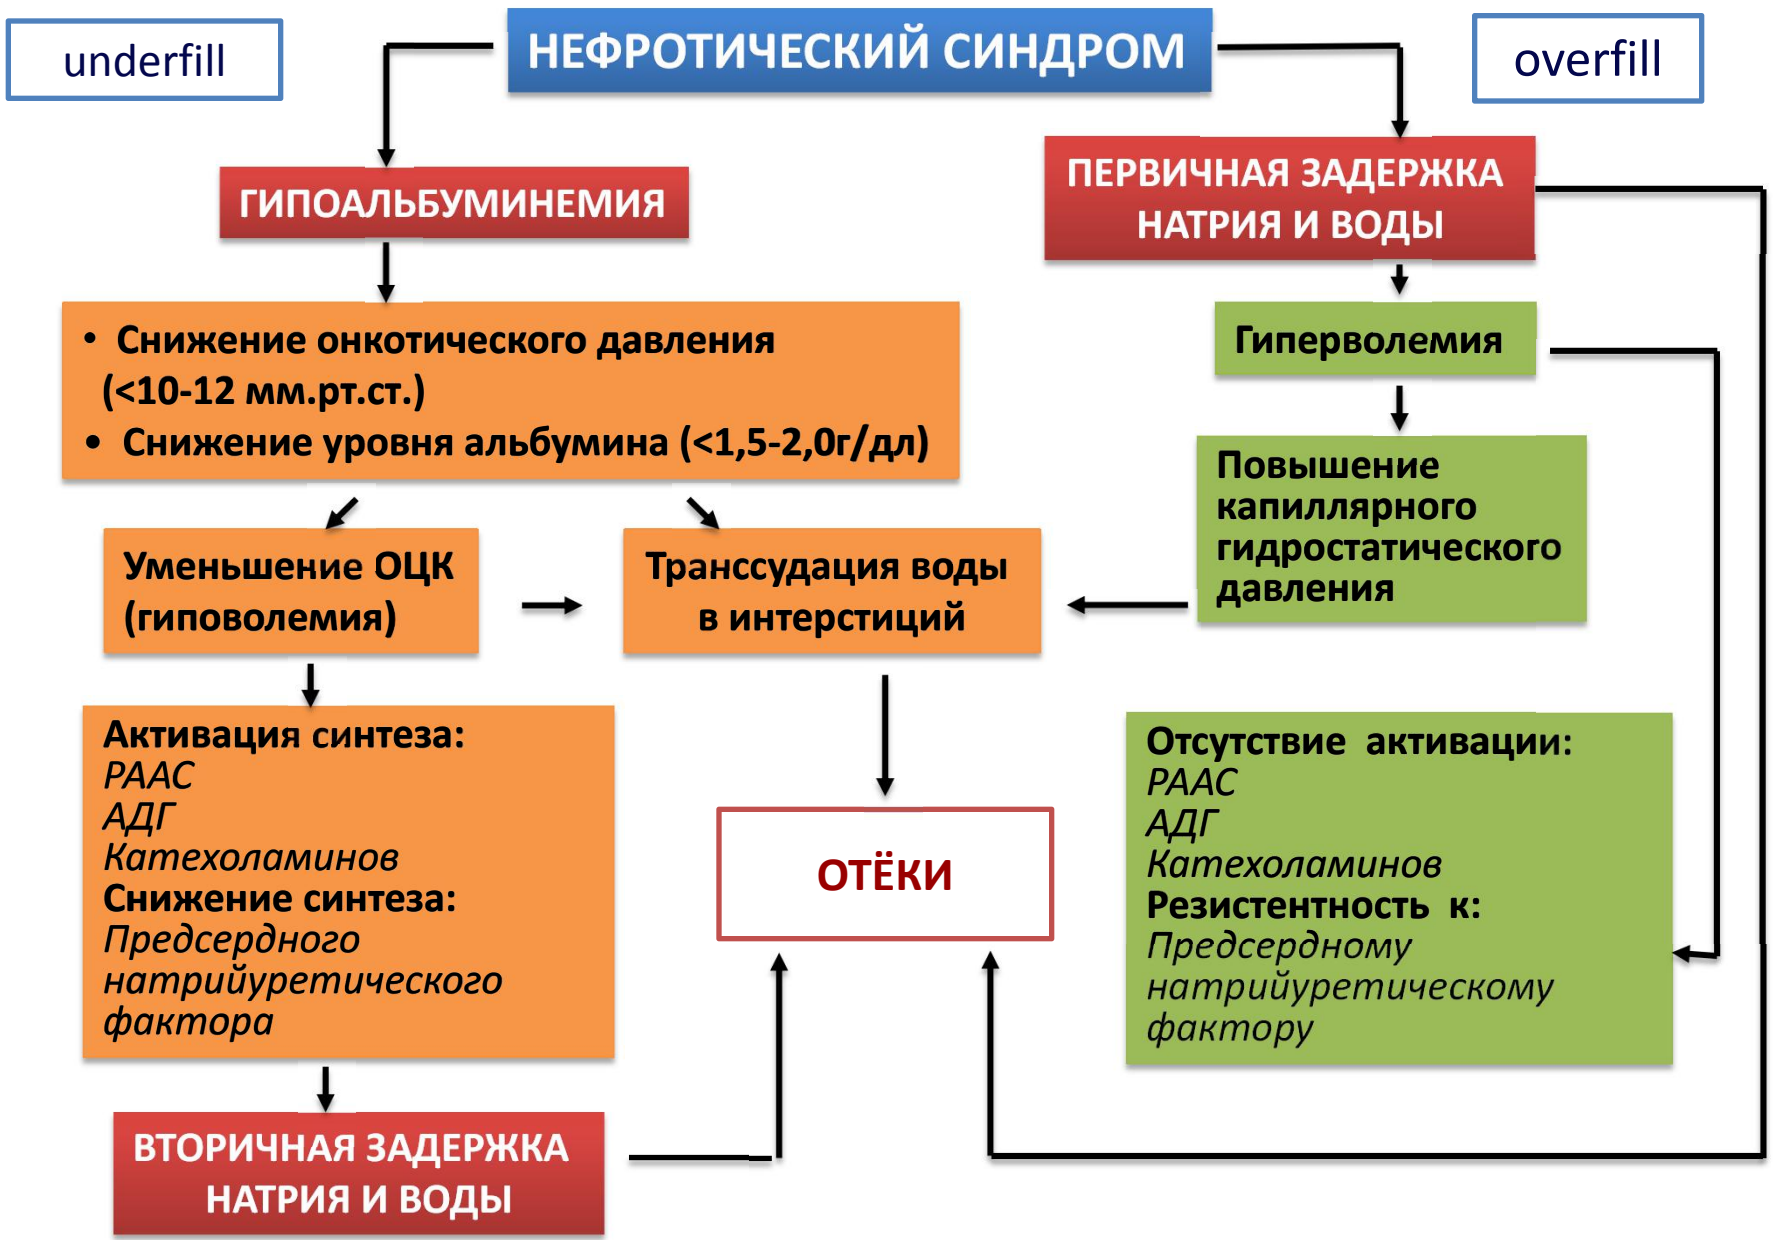 underfill
НЕФРОТИЧЕСКИЙ СИНДРОМ
overfill
ГИПОАЛЬБУМИНЕМИЯ
ПЕРВИЧНАЯ ЗАДЕРЖКА
НАТРИЯ И ВОДЫ
• Снижение онкотического давления
(<10-12 мм.рт.ст.)
• Снижение уровня альбумина (<1,5-2,0г/дл)
Гиперволемия
Повышение
капиллярного
гидростатического
давления
Уменьшение ОЦК
(гиповолемия)
Транссудация воды
в интерстиций
Активация синтеза:
РААС
АДГ
Катехоламинов
Снижение синтеза:
Предсердного
натрийуретического
фактора
ОТЁКИ
Отсутствие активации:
РААС
АДГ
Катехоламинов
Резистентность к:
Предсердному
натрийуретическому
фактору
ВТОРИЧНАЯ ЗАДЕРЖКА
НАТРИЯ И ВОДЫ